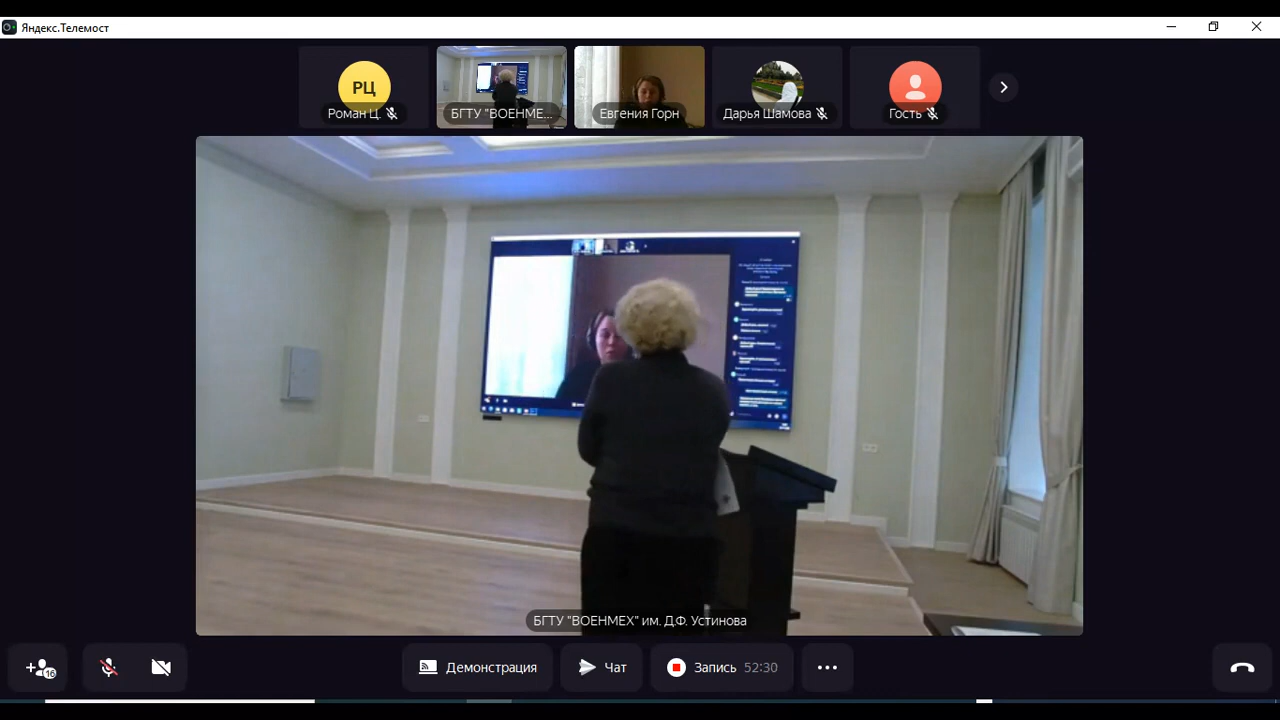 Яндекс.Телемост
РЦ
Роман Ц.
БГТУ "ВОЕНМЕ...
Евгения Горн
Дарья Шамова
Гость
БГТУ "ВОЕНМЕХ" им. Д.Ф. Устинова
16
Демонстрация
Чат
Запись 52:30